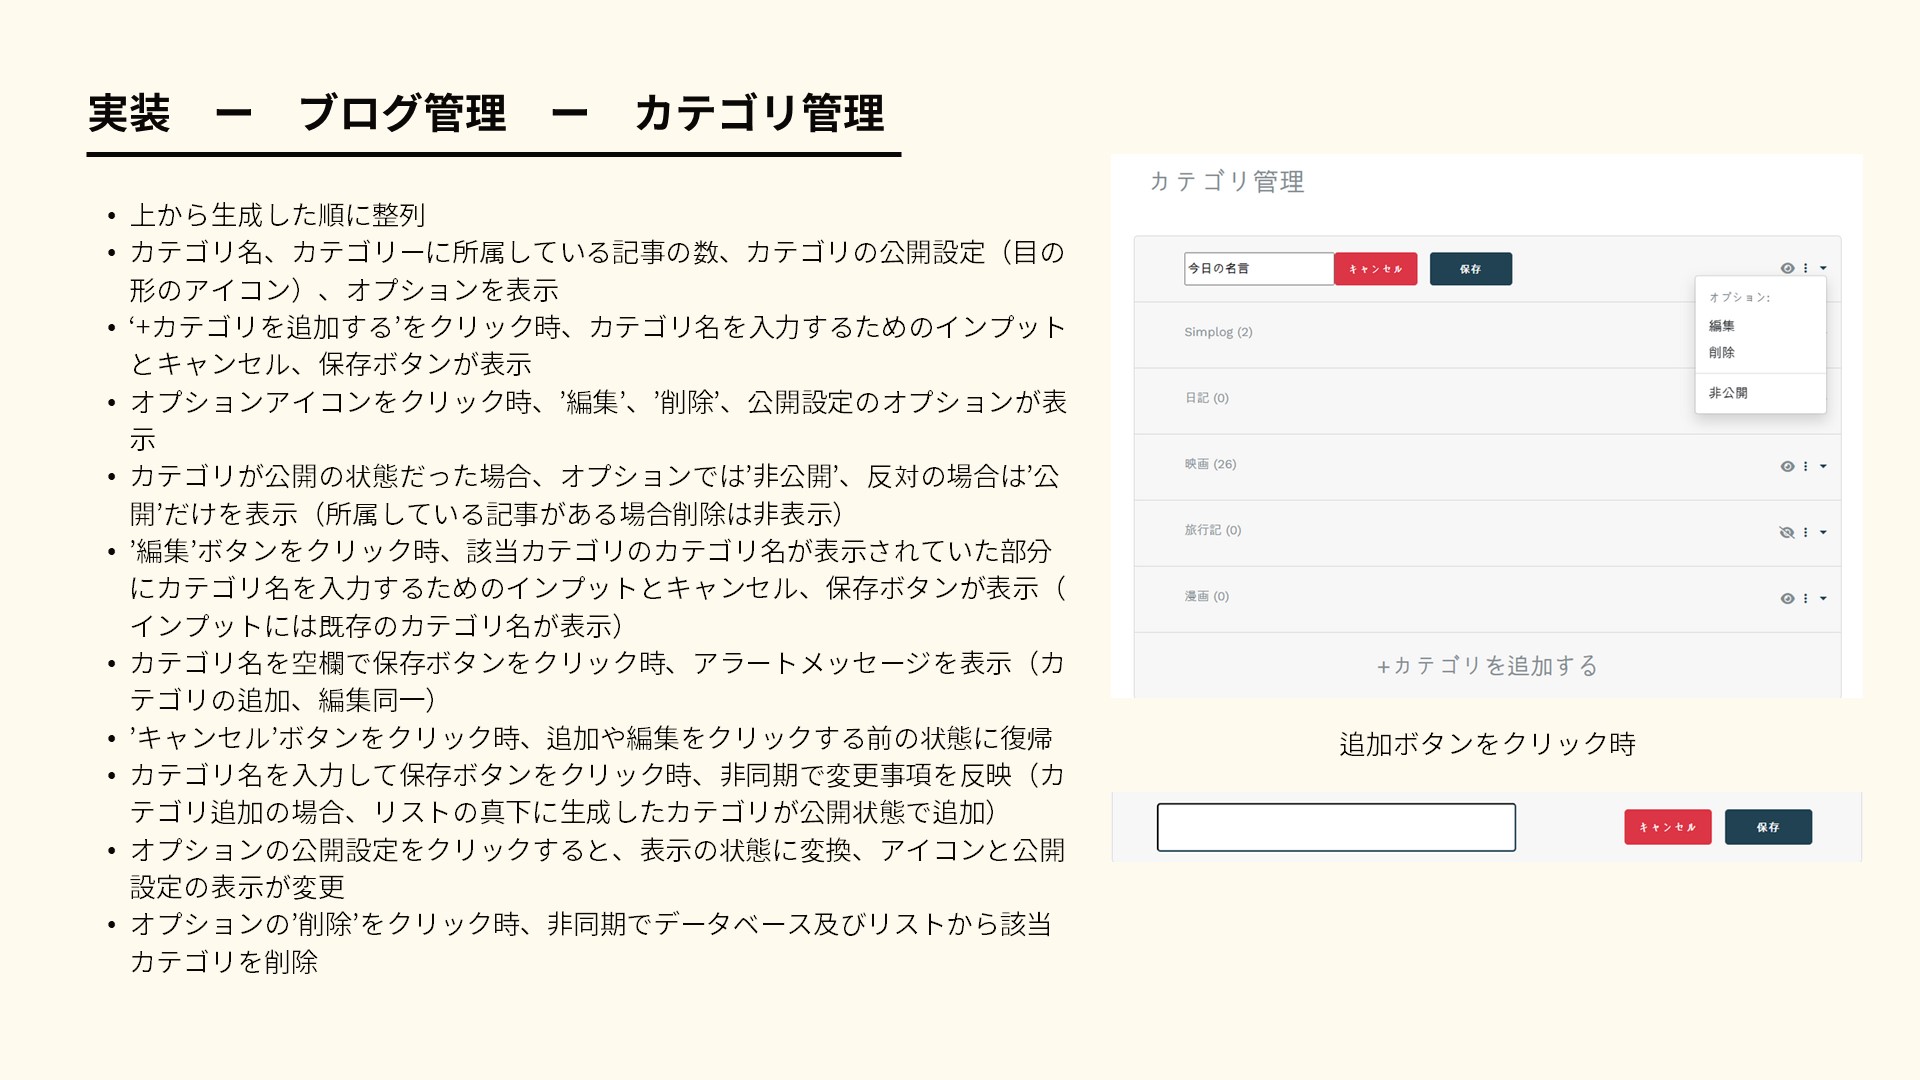 実装　ー　ブログ管理　ー　カテゴリ管理
• 上から生成した順に整列
• カテゴリ名、カテゴリーに所属している記事の数、カテゴリの公開設定（目の
形のアイコン）、オプションを表示
• ‘+カテゴリを追加する’をクリック時、カテゴリ名を入力するためのインプット
とキャンセル、保存ボタンが表示
• オプションアイコンをクリック時、’編集’、’削除’、公開設定のオプションが表
示
• カテゴリが公開の状態だった場合、オプションでは’非公開’、反対の場合は’公
開’だけを表示（所属している記事がある場合削除は非表示）
• ’編集’ボタンをクリック時、該当カテゴリのカテゴリ名が表示されていた部分
にカテゴリ名を入力するためのインプットとキャンセル、保存ボタンが表示（
インプットには既存のカテゴリ名が表示）
• カテゴリ名を空欄で保存ボタンをクリック時、アラートメッセージを表示（カ
テゴリの追加、編集同一）
• ’キャンセル’ボタンをクリック時、追加や編集をクリックする前の状態に復帰
• カテゴリ名を入力して保存ボタンをクリック時、非同期で変更事項を反映（カ
テゴリ追加の場合、リストの真下に生成したカテゴリが公開状態で追加）
• オプションの公開設定をクリックすると、表示の状態に変換、アイコンと公開
設定の表示が変更
• オプションの’削除’をクリック時、非同期でデータベース及びリストから該当
カテゴリを削除
カテゴリ管理
今日の名言 キャンセル 保存
オプション:
編集
削除
非公開
Simplog (2)
日記 (0)
映画 (26)
旅行記 (0)
漫画 (0)
+カテゴリを追加する
追加ボタンをクリック時
キャンセル 保存